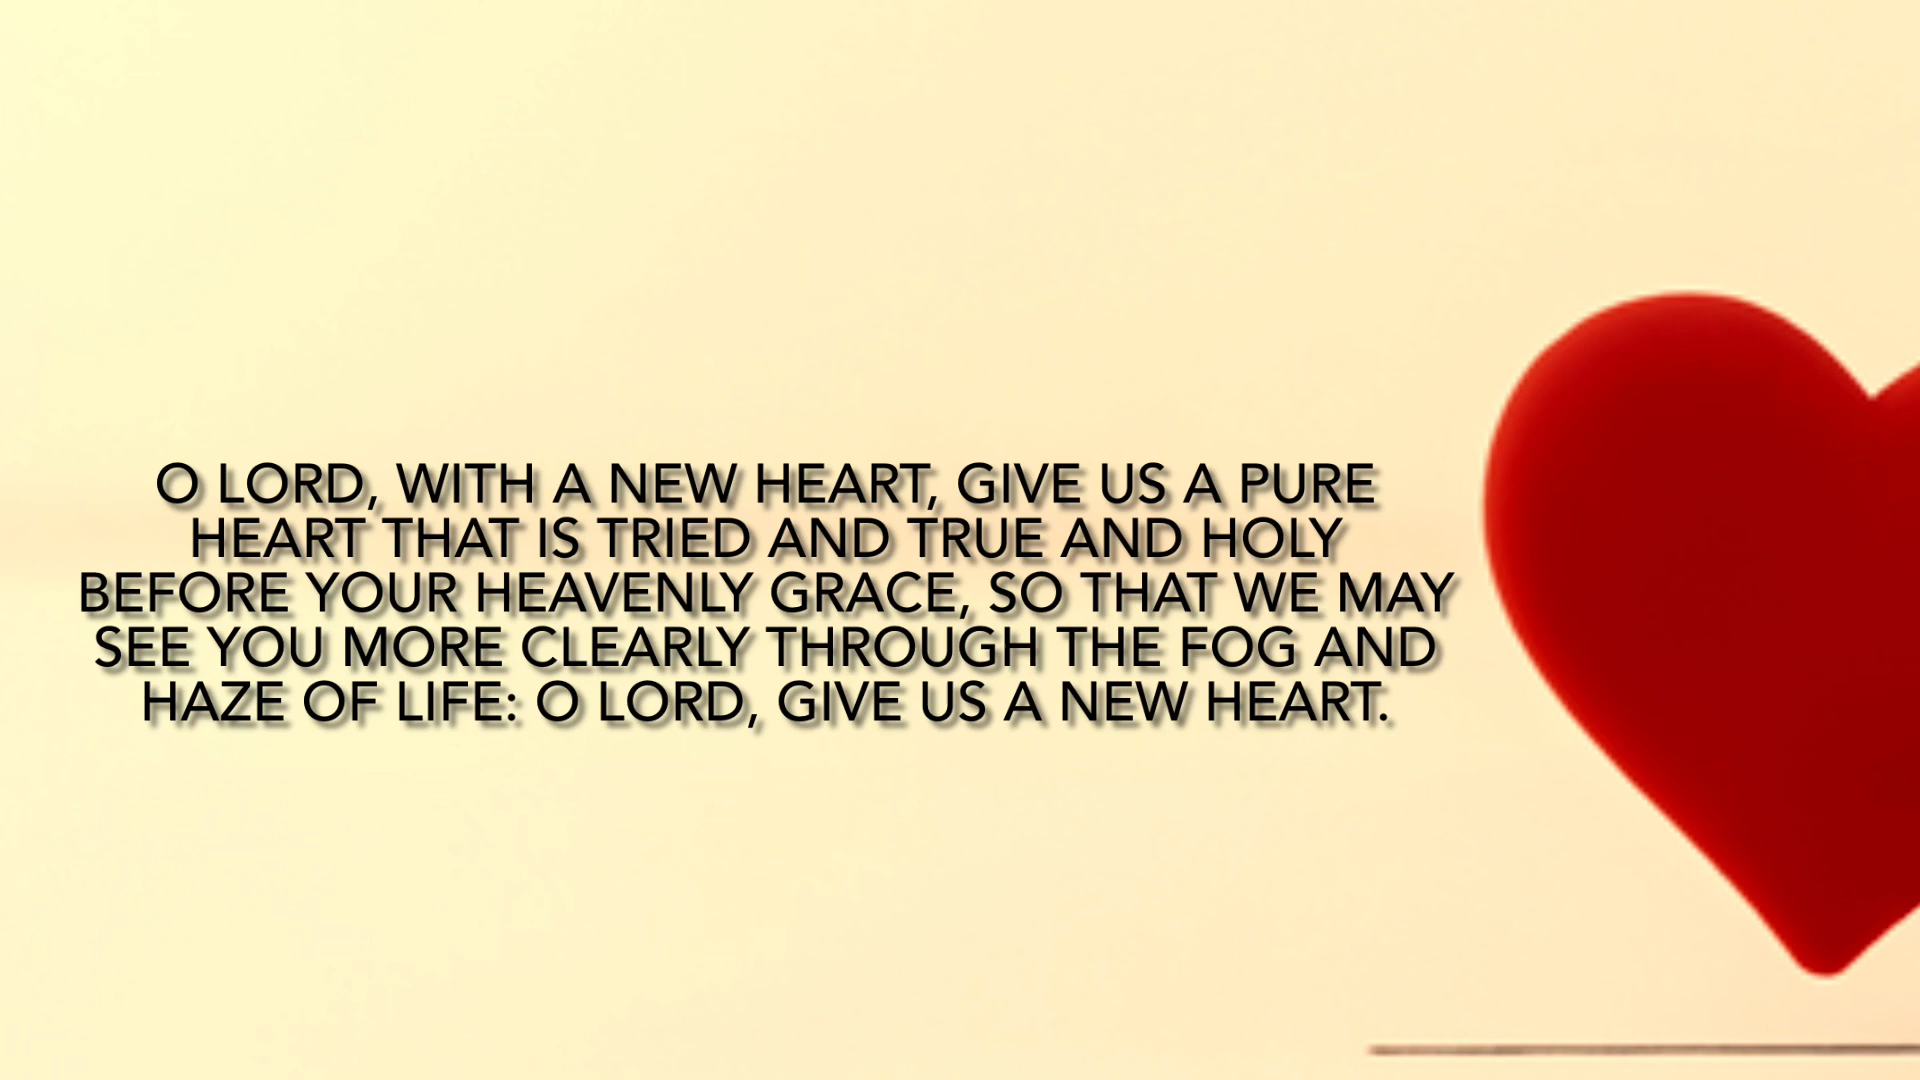 O LORD, WITH A NEW HEART, GIVE US A PURE
HEART THAT IS TRIED AND TRUE AND HOLY
BEFORE YOUR HEAVENLY GRACE, SO THAT WE MAY
SEE YOU MORE CLEARLY THROUGH THE FOG AND
HAZE OF LIFE: O LORD, GIVE US A NEW HEART.